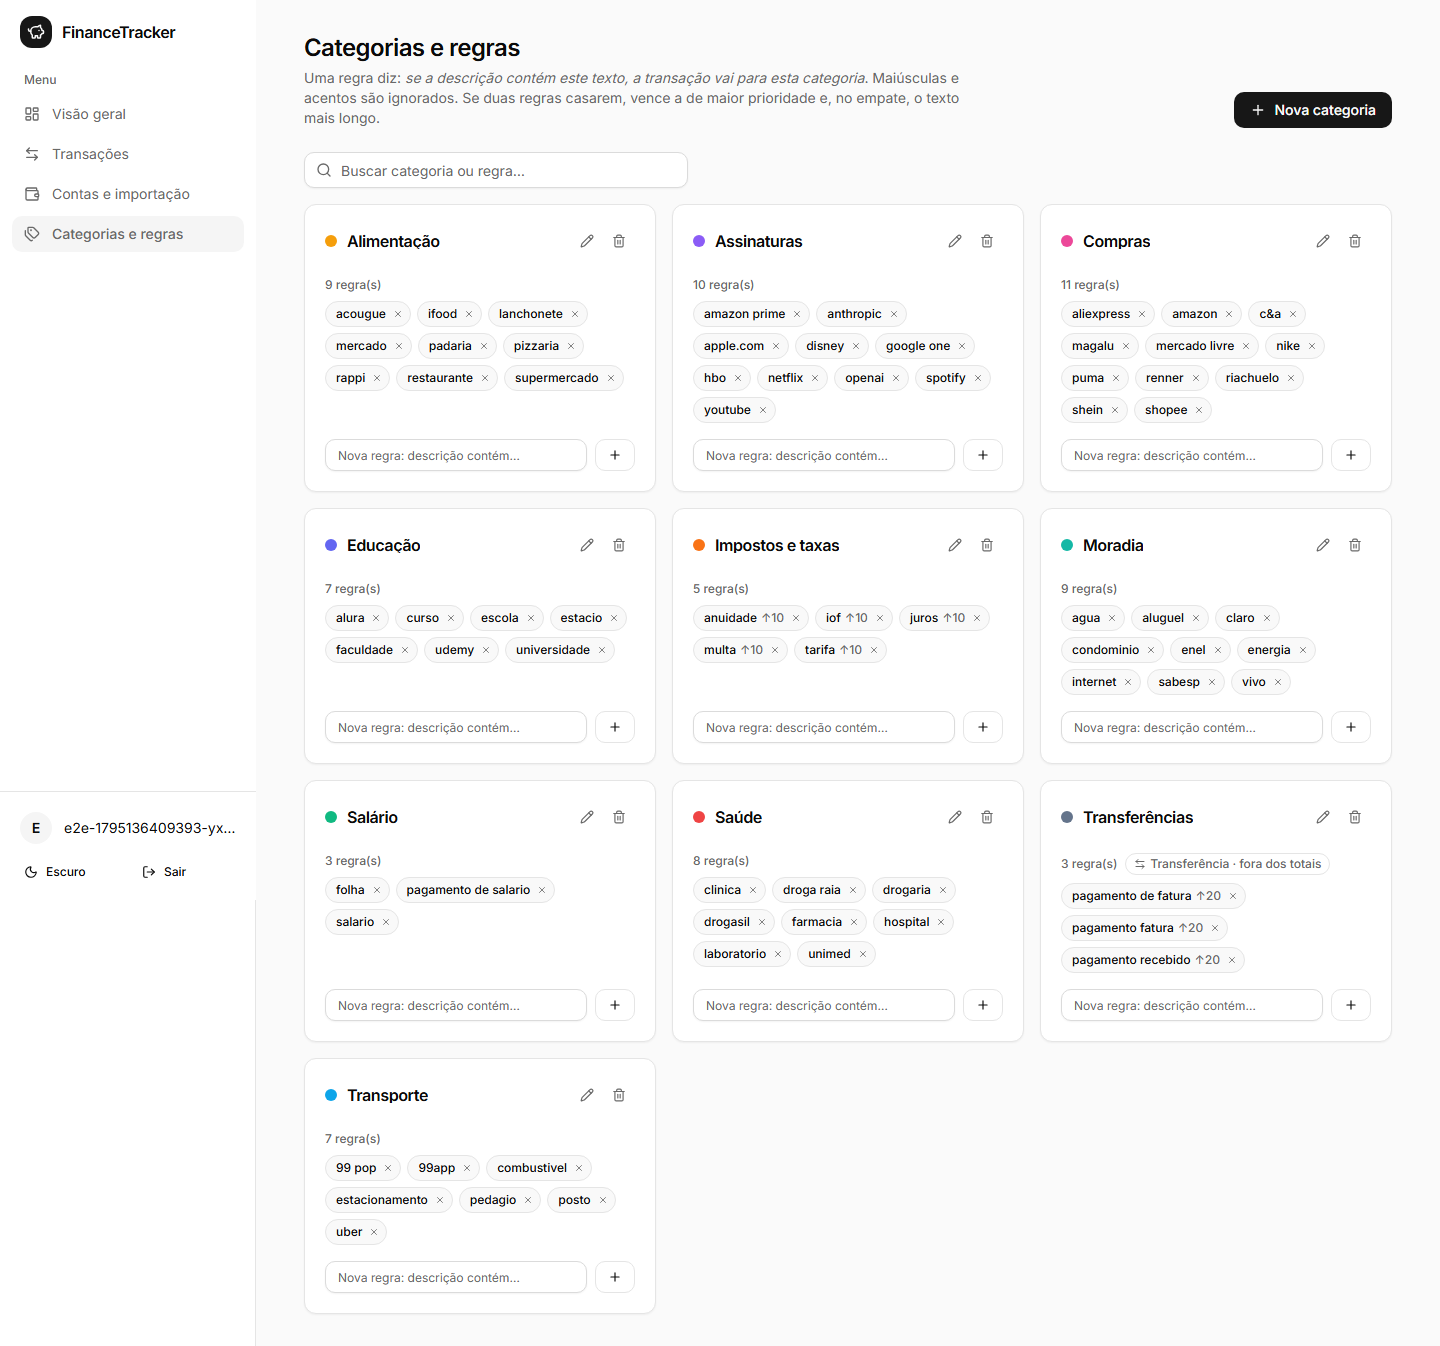 FinanceTracker
Menu
Visão geral
Transações
Contas e importação
Categorias e regras
E
e2e-1795136409393-yx...
Escuro
Sair
Categorias e regras
Uma regra diz: se a descrição contém este texto, a transação vai para esta categoria. Maiúsculas e
acentos são ignorados. Se duas regras casarem, vence a de maior prioridade e, no empate, o texto
mais longo.
Nova categoria
Buscar categoria ou regra...
Alimentação
9 regra(s)
acougue × ifood × lanchonete ×
mercado × padaria × pizzaria ×
rappi × restaurante × supermercado ×
Nova regra: descrição contém...
Assinaturas
10 regra(s)
amazon prime × anthropic ×
apple.com × disney × google one ×
hbo × netflix × openai × spotify ×
youtube ×
Nova regra: descrição contém...
Compras
11 regra(s)
aliexpress × amazon × c&a ×
magalu × mercado livre × nike ×
puma × renner × riachuelo ×
shein × shopee ×
Nova regra: descrição contém...
Educação
7 regra(s)
alura × curso × escola × estacio ×
faculdade × udemy × universidade ×
Nova regra: descrição contém...
Impostos e taxas
5 regra(s)
anuidade ↑10 × iof ↑10 × juros ↑10 ×
multa ↑10 × tarifa ↑10 ×
Nova regra: descrição contém...
Moradia
9 regra(s)
agua × aluguel × claro ×
condominio × enel × energia ×
internet × sabesp × vivo ×
Nova regra: descrição contém...
Salário
3 regra(s)
folha × pagamento de salario ×
salario ×
Nova regra: descrição contém...
Saúde
8 regra(s)
clinica × droga raia × drogaria ×
drogasil × farmacia × hospital ×
laboratorio × unimed ×
Nova regra: descrição contém...
Transferências
3 regra(s) Transferência · fora dos totais
pagamento de fatura ↑20 ×
pagamento fatura ↑20 ×
pagamento recebido ↑20 ×
Nova regra: descrição contém...
Transporte
7 regra(s)
99 pop × 99app × combustivel ×
estacionamento × pedagio × posto ×
uber ×
Nova regra: descrição contém...